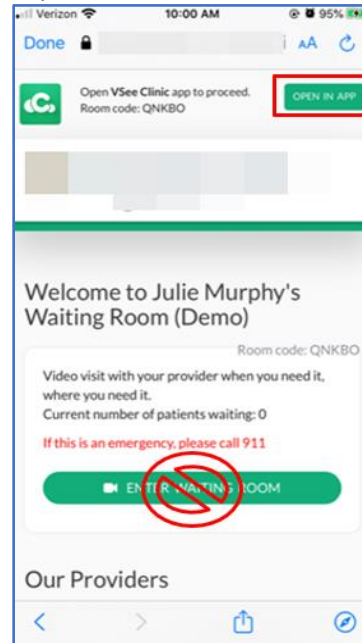 Verizon 10:00 AM 95%
Done AA
Open VSee Clinic app to proceed.
Room code: QNKBO
OPEN IN APP
Welcome to Julie Murphy's
Waiting Room (Demo)
Room code: QNKBO
Video visit with your provider when you need it,
where you need it.
Current number of patients waiting: 0
If this is an emergency, please call 911
ENTER WAITING ROOM
Our Providers